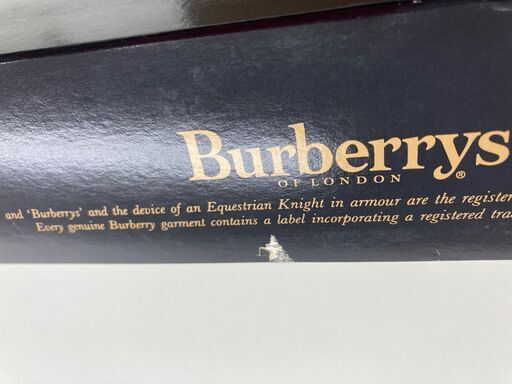 Burberrys
OF LONDON ®
and 'Burberrys' and the device of an Equestrian Knight in armour are the register
Every genuine Burberry garment contains a label incorporating a registered tra